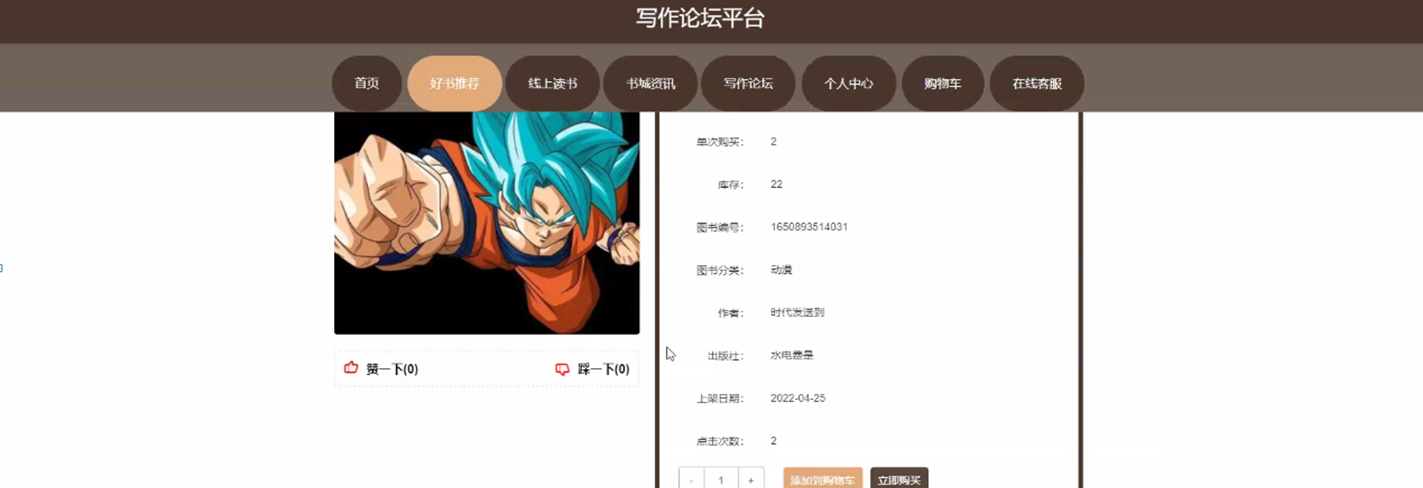 写作论坛平台
首页 好书推荐 线上读书 书城资讯 写作论坛 个人中心 购物车 在线客服
单次购买： 2
库存： 22
图书编号： 1650893514031
图书分类： 动漫
作者： 时代发送到
出版社： 水电费是
上架日期： 2022-04-25
点击次数： 2
赞一下(0) 踩一下(0)
- 1 + 添加到购物车 立即购买